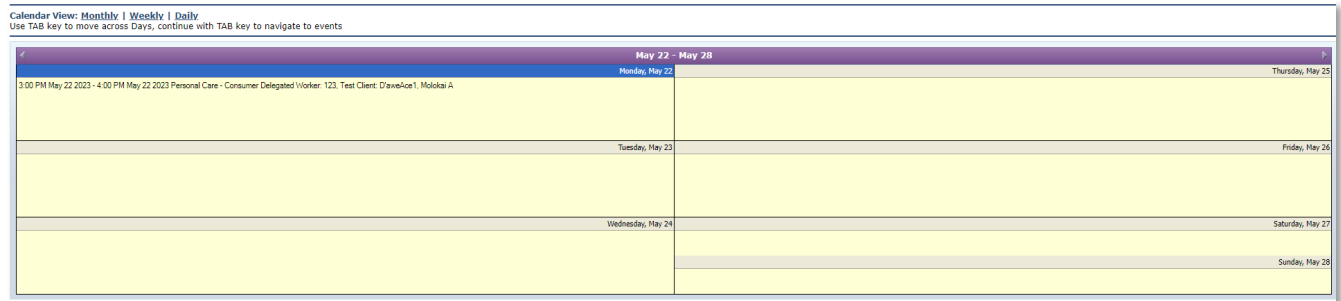 Calendar View: Monthly | Weekly | Daily
Use TAB key to move across Days, continue with TAB key to navigate to events
May 22 - May 28
Monday, May 22
3:00 PM May 22 2023 - 4:00 PM May 22 2023 Personal Care - Consumer Delegated Worker: 123, Test Client: D'aweAce1, Molokai A
Tuesday, May 23
Wednesday, May 24
Thursday, May 25
Friday, May 26
Saturday, May 27
Sunday, May 28